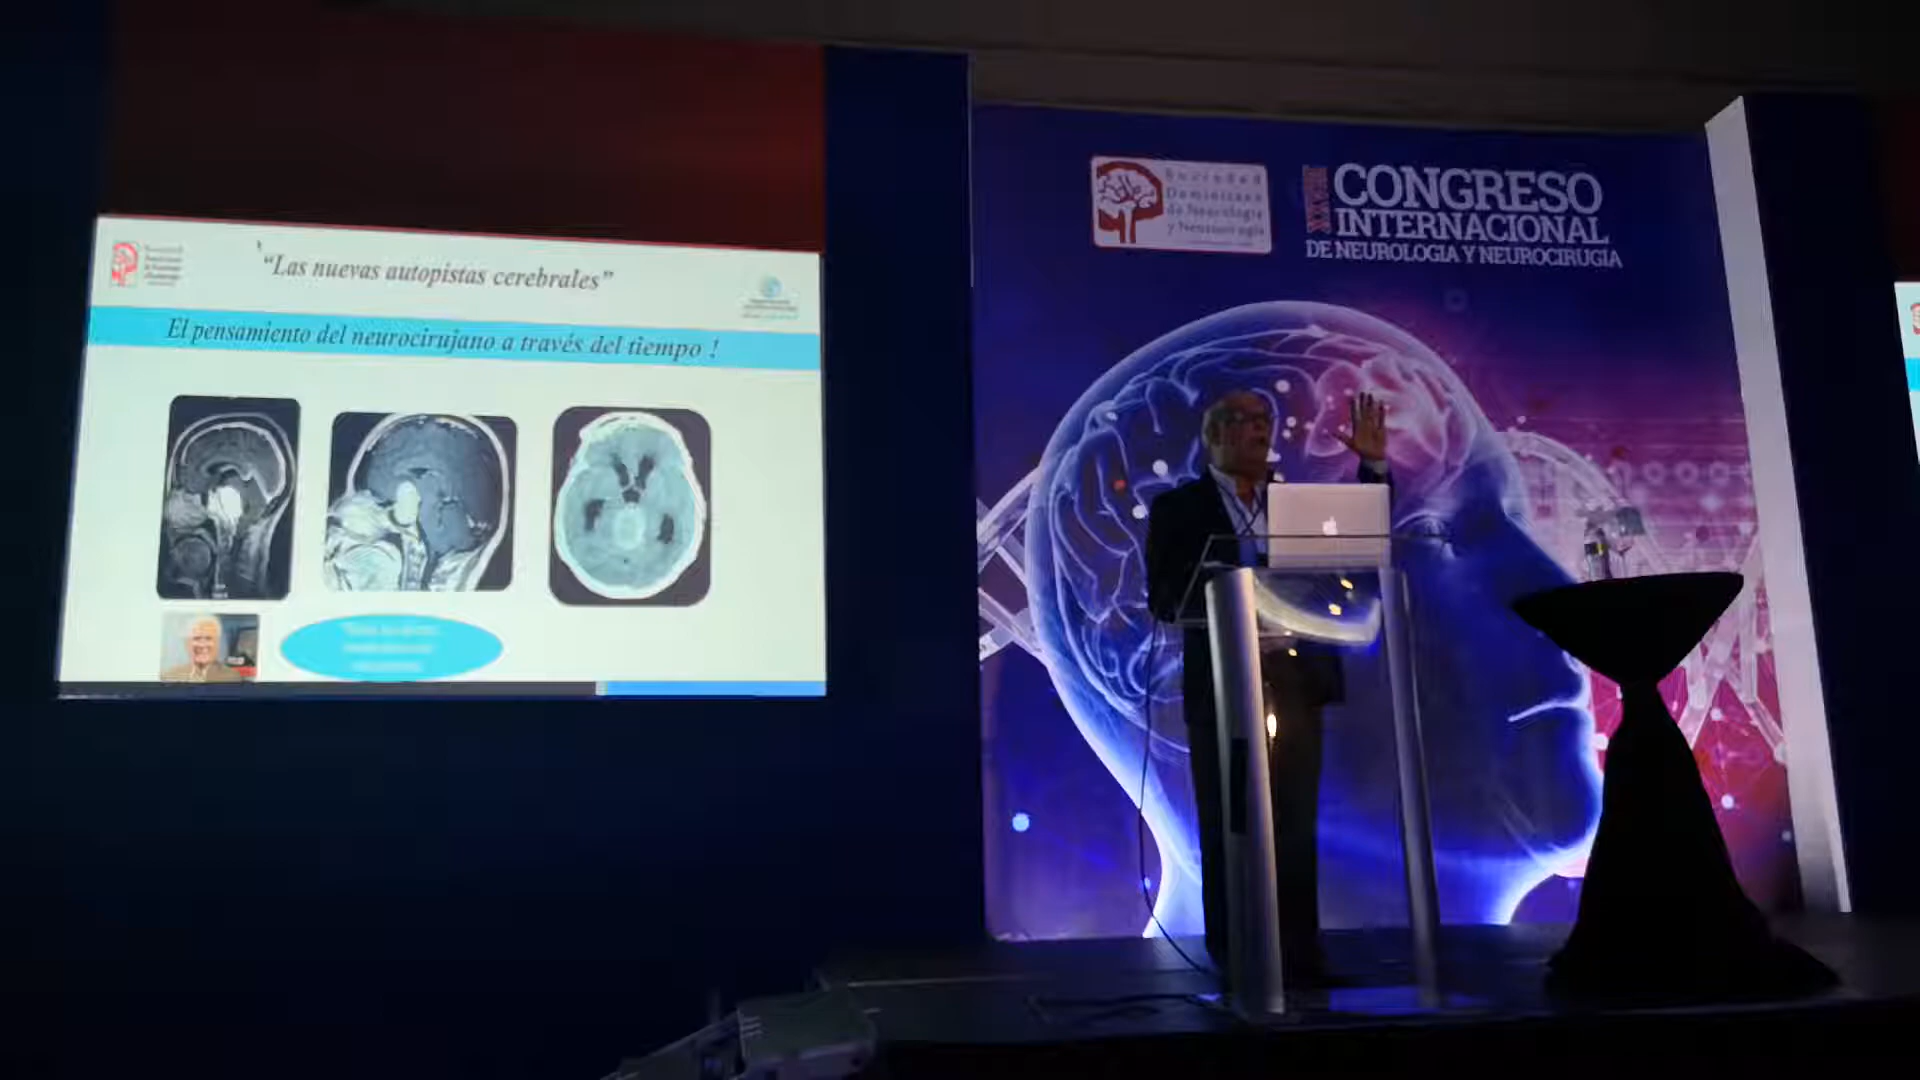 “Las nuevas autopistas cerebrales”
El pensamiento del neurocirujano a través del tiempo !
Sociedad
Dominicana
de Neurología
y Neurocirugía
CONGRESO
INTERNACIONAL
DE NEUROLOGIA Y NEUROCIRUGIA